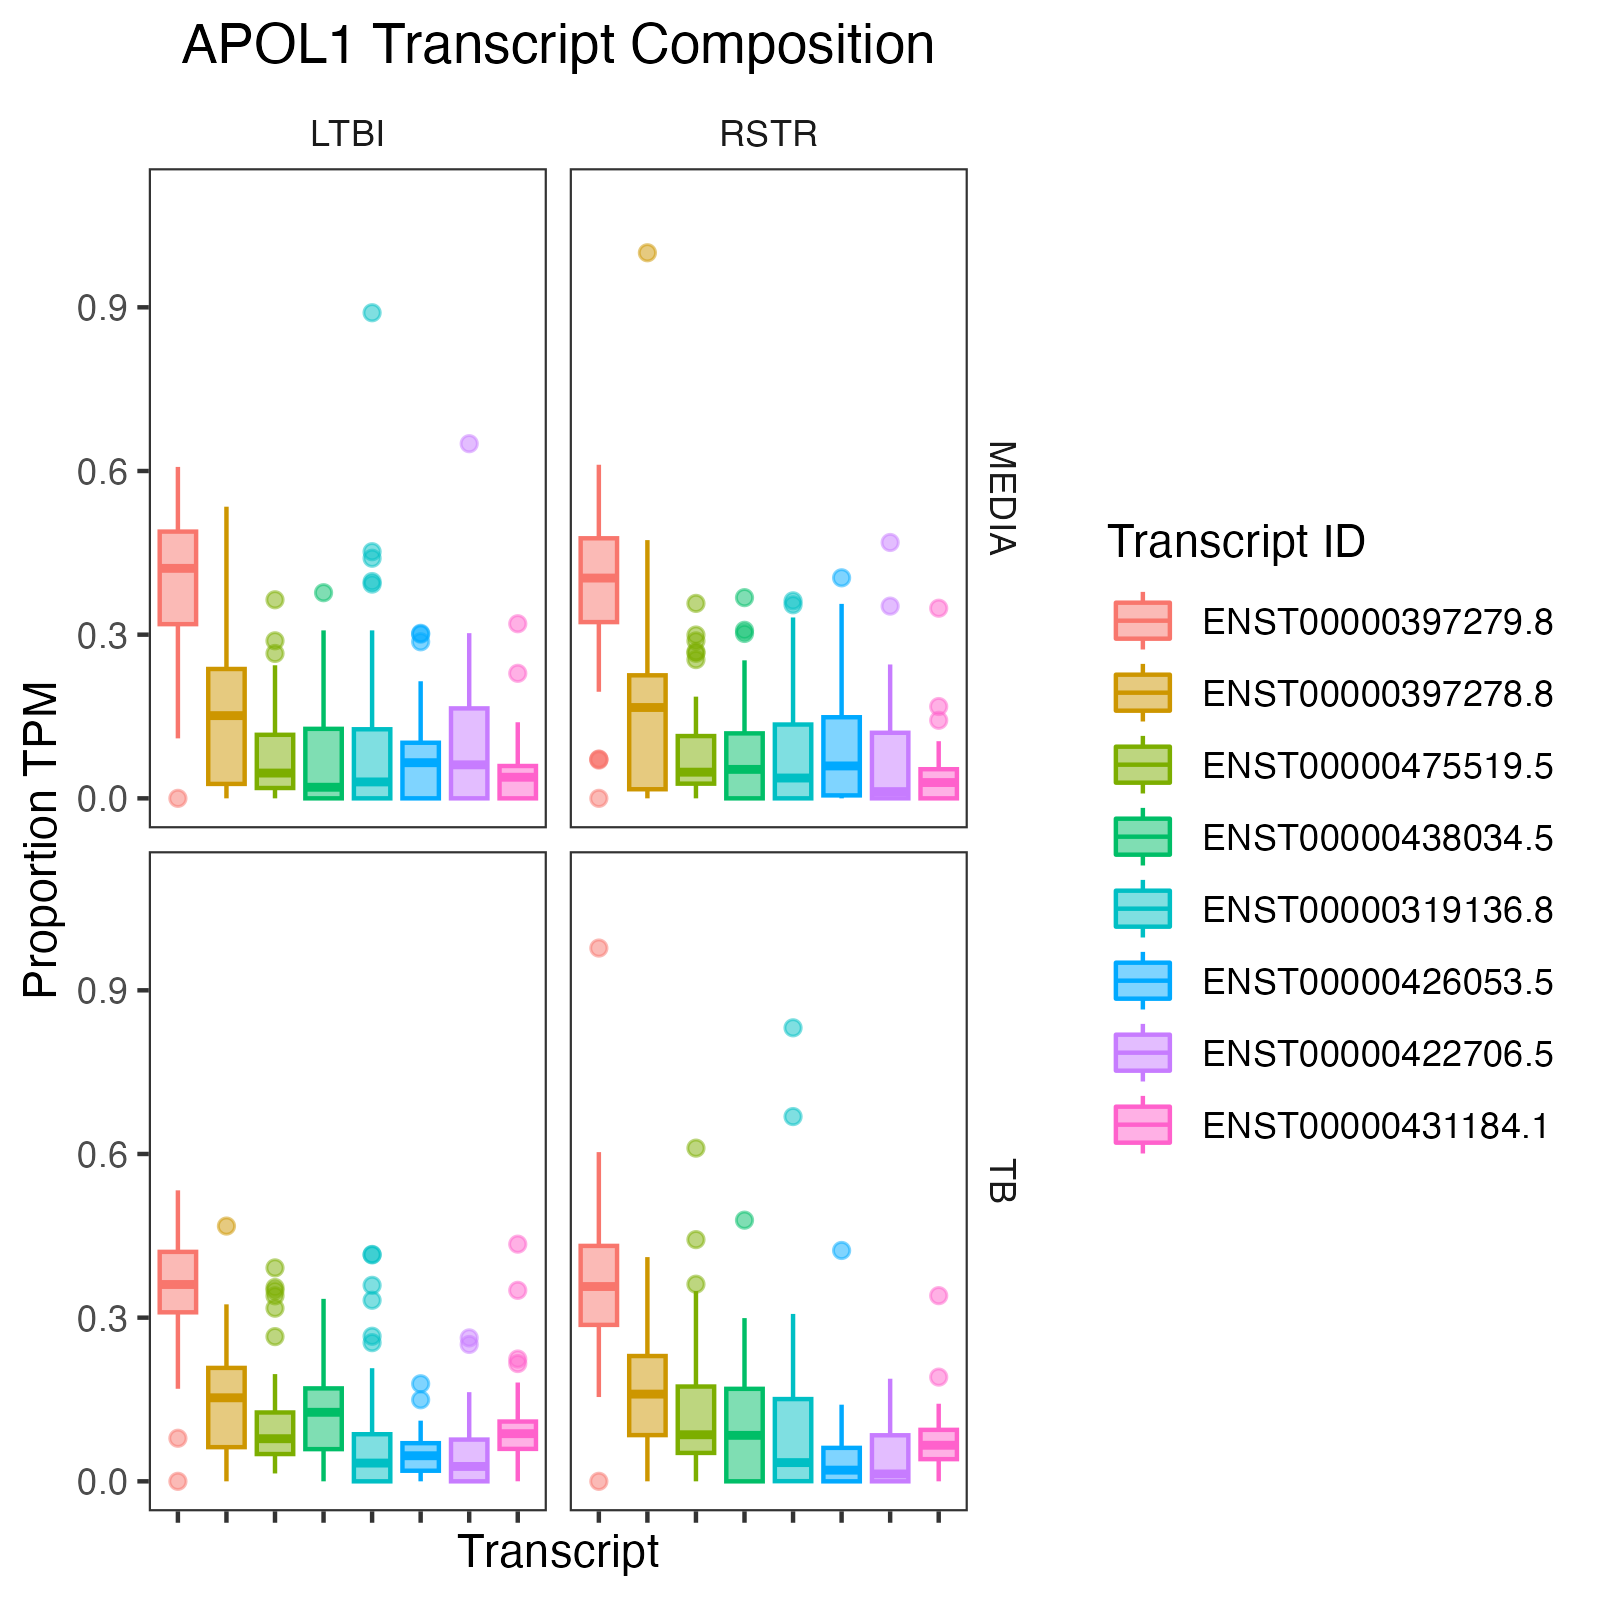 APOL1 Transcript Composition
LTBI
RSTR
0.9
0.6
0.3
0.0
MEDIA
0.9
0.6
0.3
0.0
TB
Proportion TPM
Transcript
Transcript ID
ENST00000397279.8
ENST00000397278.8
ENST00000475519.5
ENST00000438034.5
ENST00000319136.8
ENST00000426053.5
ENST00000422706.5
ENST00000431184.1